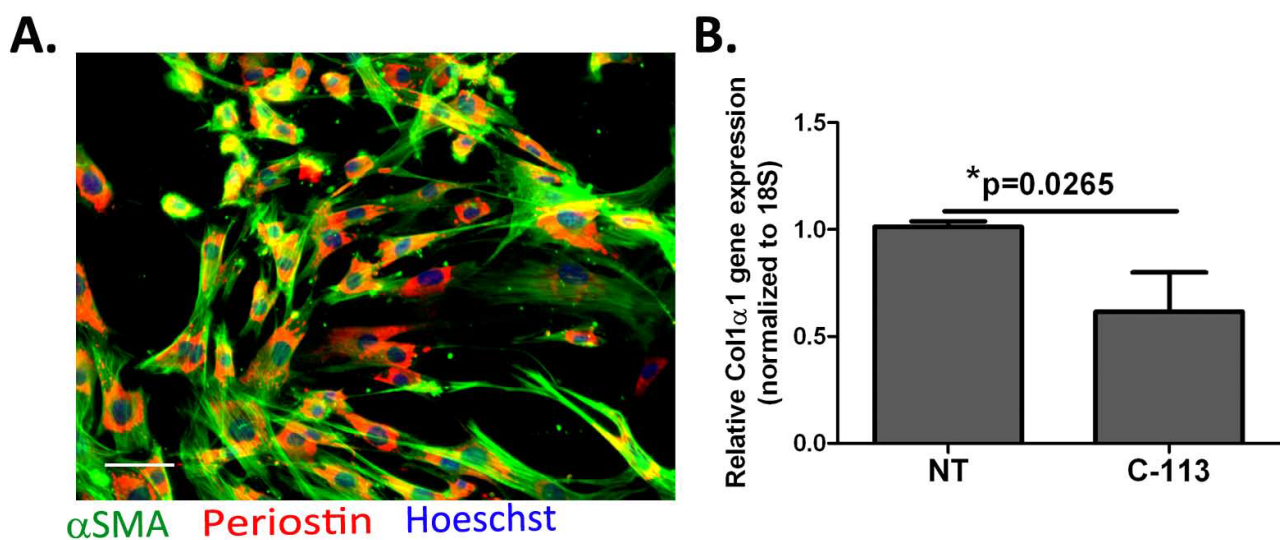 A.
αSMA Periostin Hoeschst
B.
Relative Col1α1 gene expression
(normalized to 18S)
1.5
1.0
0.5
0.0
*p=0.0265
NT C-113